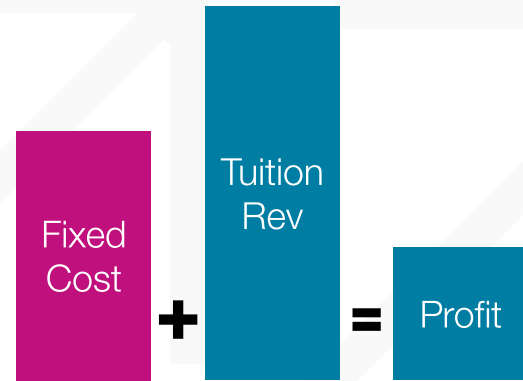 Fixed
Cost
+
Tuition
Rev
=
Profit